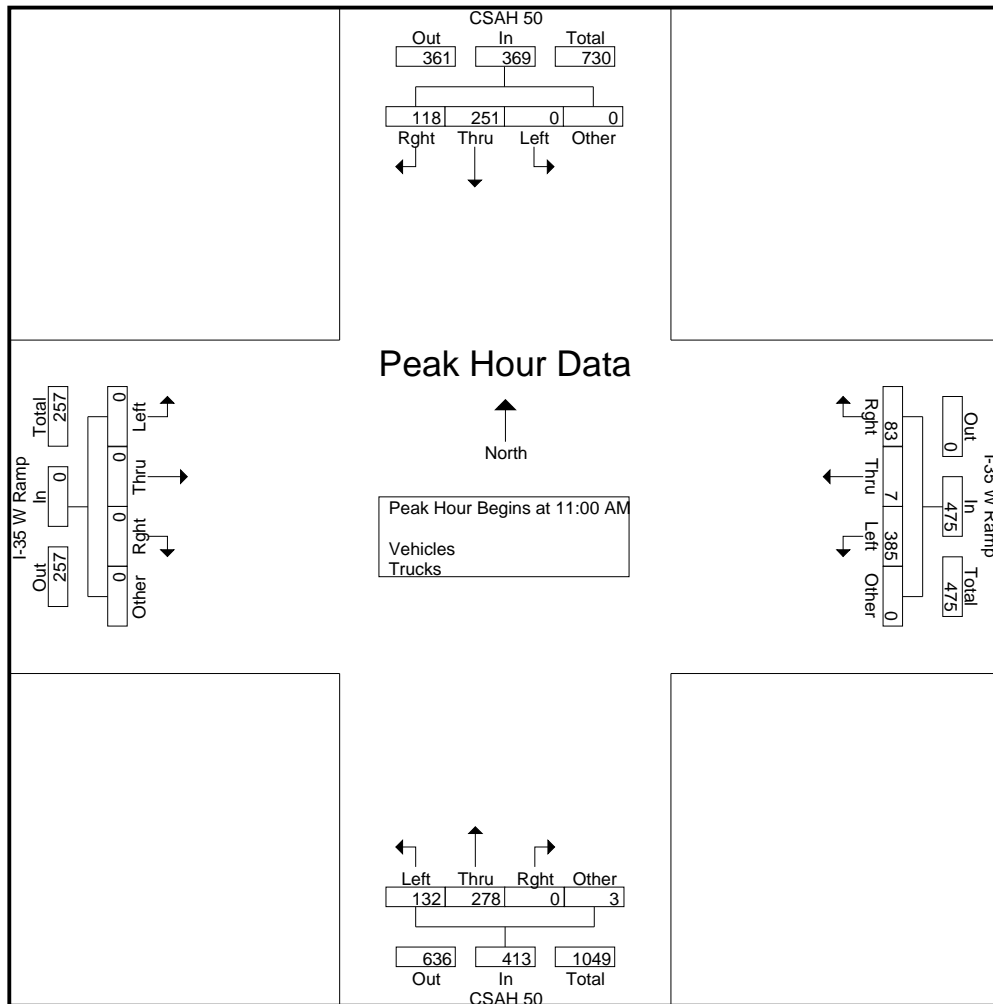 CSAH 50
Out In Total
361 369 730
118 251 0 0
Rght Thru Left Other
Peak Hour Data
North
Peak Hour Begins at 11:00 AM
Vehicles
Trucks
I-35 W Ramp
Out In Total
257 0 257
Left Thru Rght Other
0 0 0 0
I-35 W Ramp
Out In Total
0 475 475
Rght Thru Left Other
83 7 385 0
Left Thru Rght Other
132 278 0 3
636 413 1049
Out In Total
CSAH 50